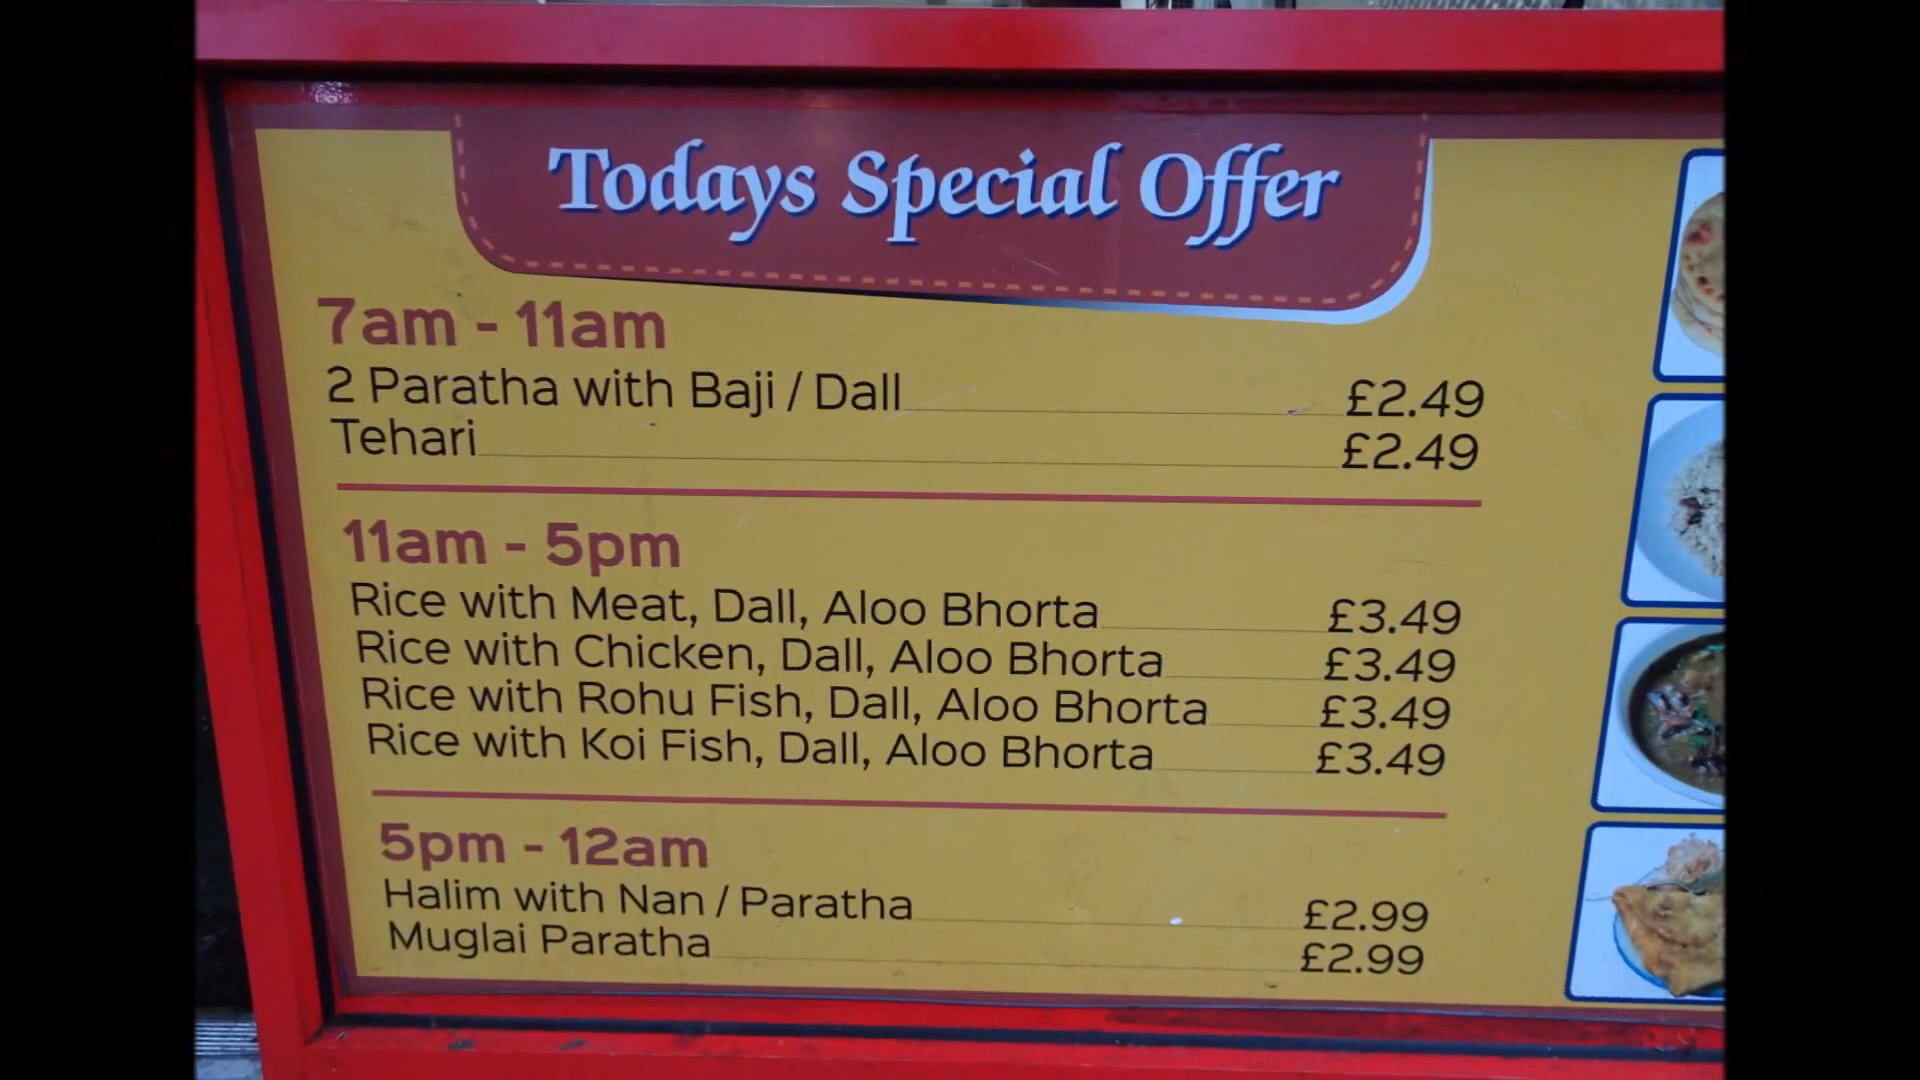 Todays Special Offer
7am - 11am
2 Paratha with Baji / Dall £2.49
Tehari £2.49
11am - 5pm
Rice with Meat, Dall, Aloo Bhorta £3.49
Rice with Chicken, Dall, Aloo Bhorta £3.49
Rice with Rohu Fish, Dall, Aloo Bhorta £3.49
Rice with Koi Fish, Dall, Aloo Bhorta £3.49
5pm - 12am
Halim with Nan / Paratha £2.99
Muglai Paratha £2.99